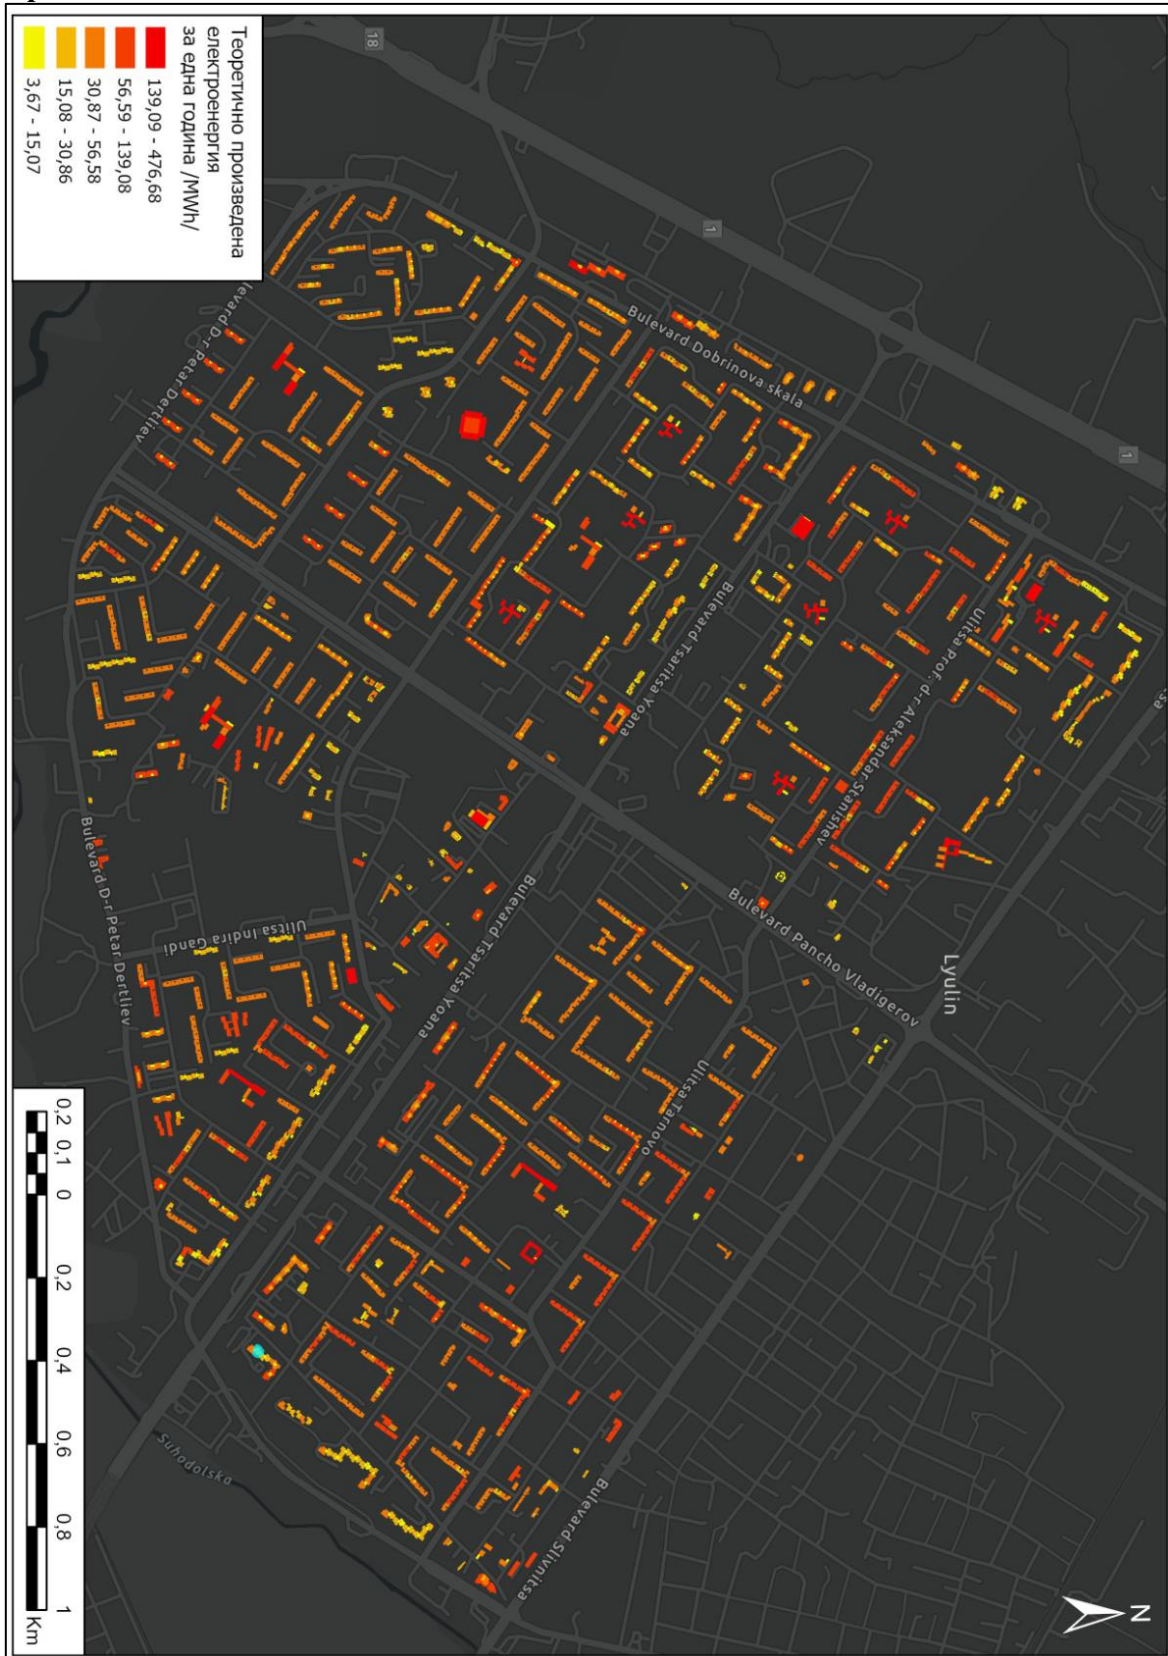 Теоретично произведена
електроенергия
за една година /MWh/
139,09 - 476,68
56,59 - 139,08
30,87 - 56,58
15,08 - 30,86
3,67 - 15,07
18
1
1
Bulevard Dobrinova skala
levard D-r Petar Dertliev
Bulevard Tsaritsa Yoana
Ulitsa Prof. d-r Aleksandar Stanishev
Bulevard Pancho Vladigerov
Lyulin
Bulevard D-r Petar Dertliev
Ulitsa Indira Gandi
Bulevard Tsaritsa Yoana
Ulitsa Tarnovo
Bulevard Slivnitsa
Suhodolska
N
0,2 0,1 0 0,2 0,4 0,6 0,8 1
Km